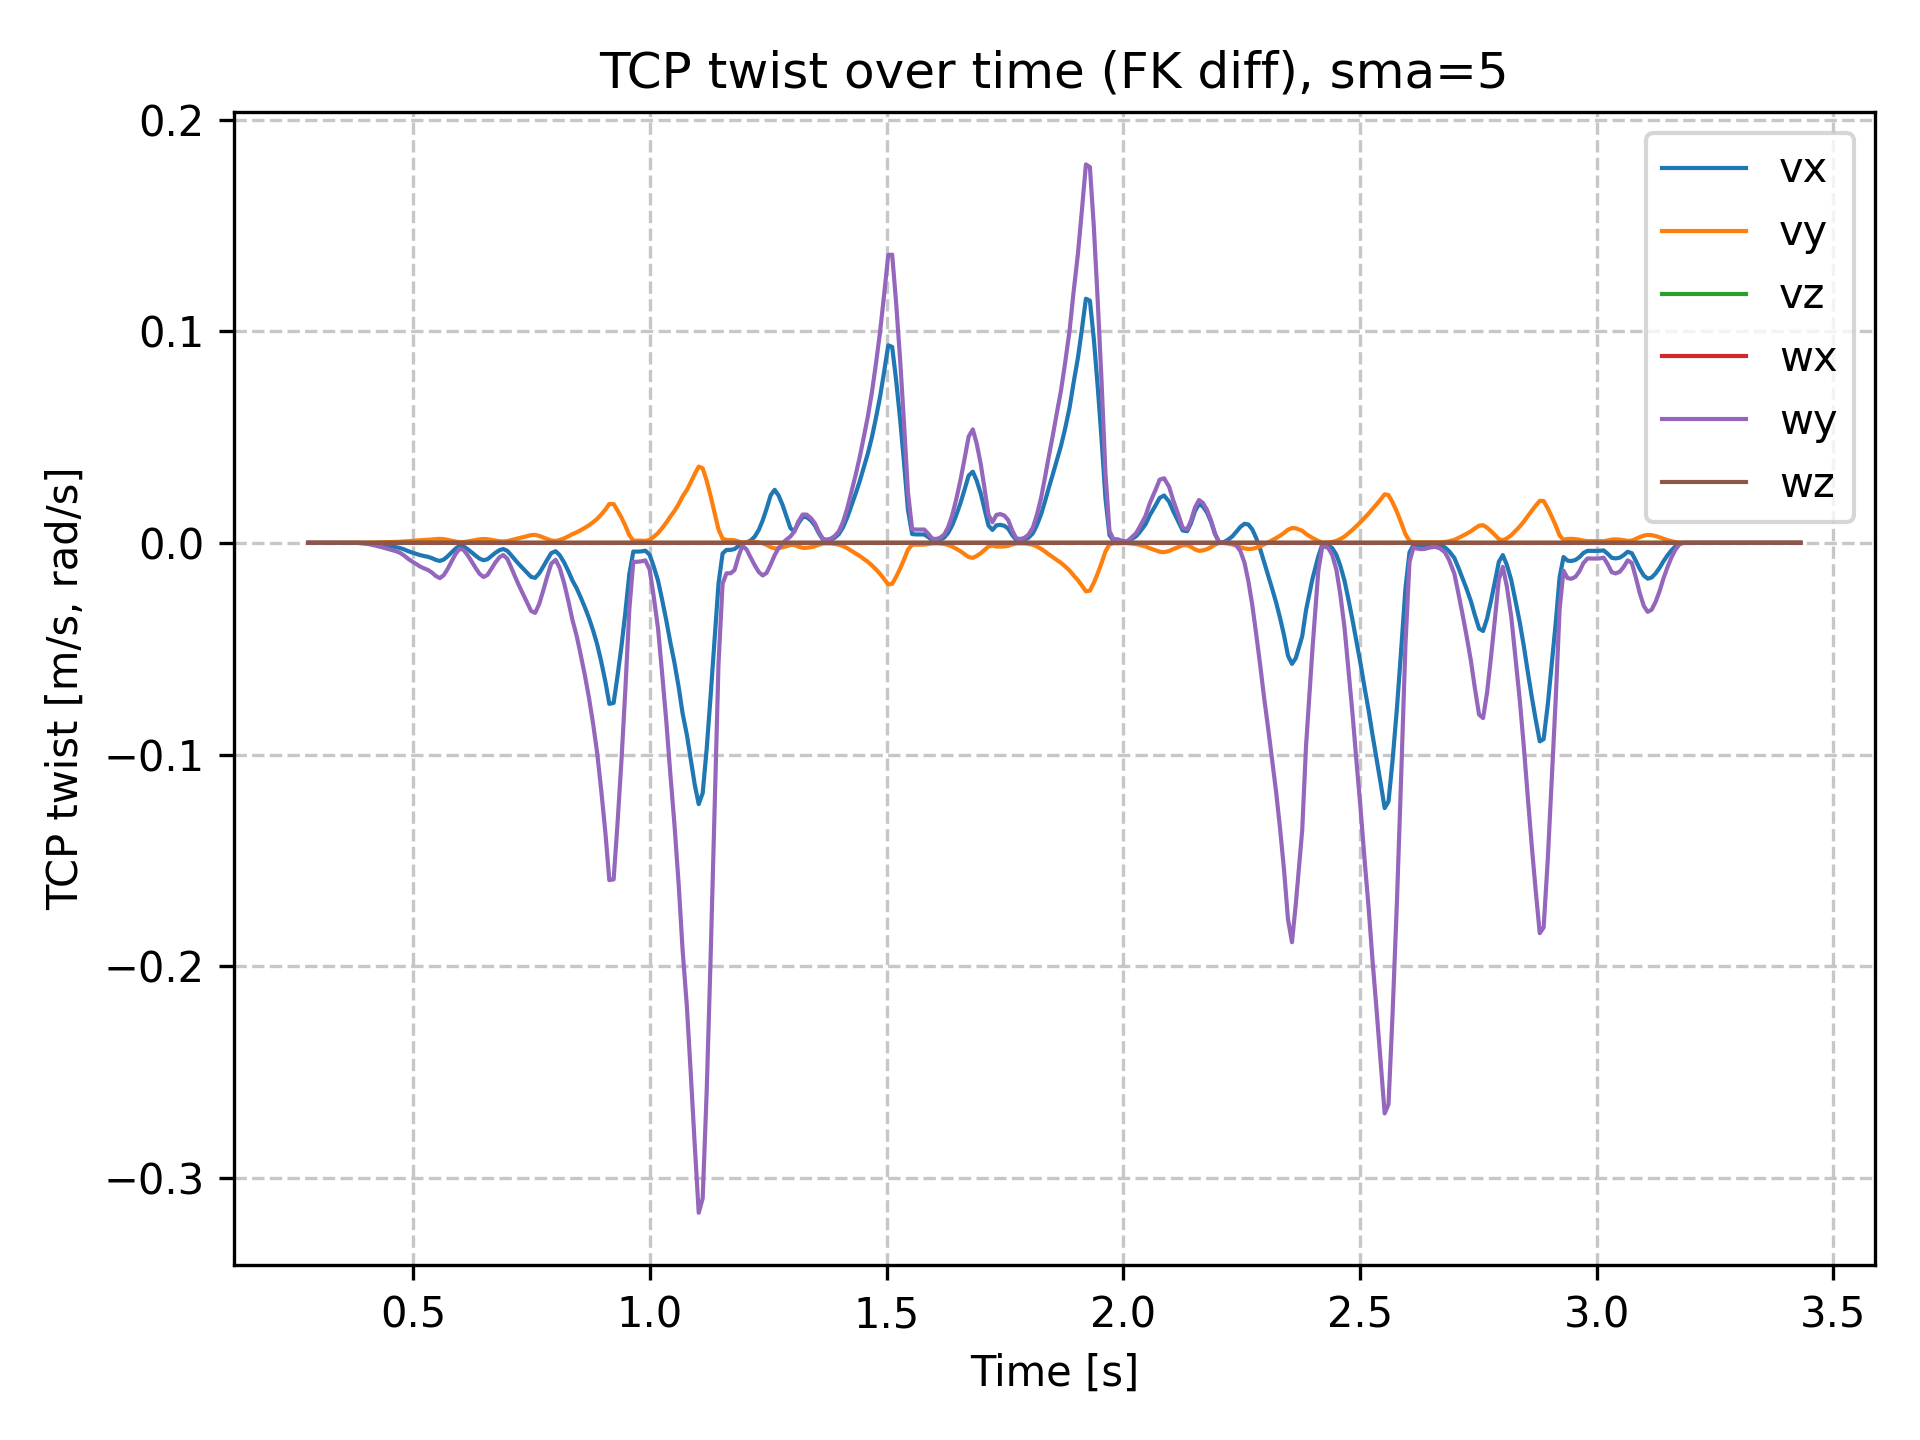 TCP twist over time (FK diff), sma=5
0.2
0.1
0.0
−0.1
−0.2
−0.3
TCP twist [m/s, rad/s]
vx
vy
vz
wx
wy
wz
0.5 1.0 1.5 2.0 2.5 3.0 3.5
Time [s]